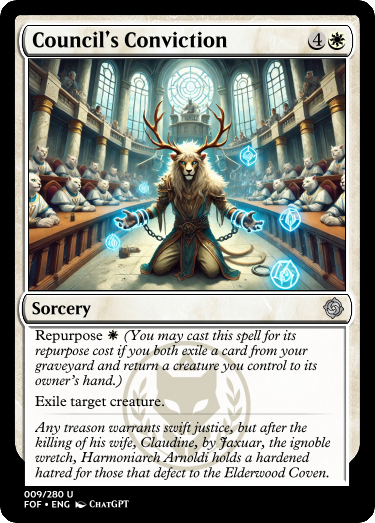 Council's Conviction 4
Sorcery
Repurpose (You may cast this spell for its
repurpose cost if you both exile a card from your
graveyard and return a creature you control to its
owner's hand.)
Exile target creature.
Any treason warrants swift justice, but after the
killing of his wife, Claudine, by Jaxuar, the ignoble
wretch, Harmoniarch Arnoldi holds a hardened
hatred for those that defect to the Elderwood Coven.
009/280 U
FOF • ENG ChatGPT